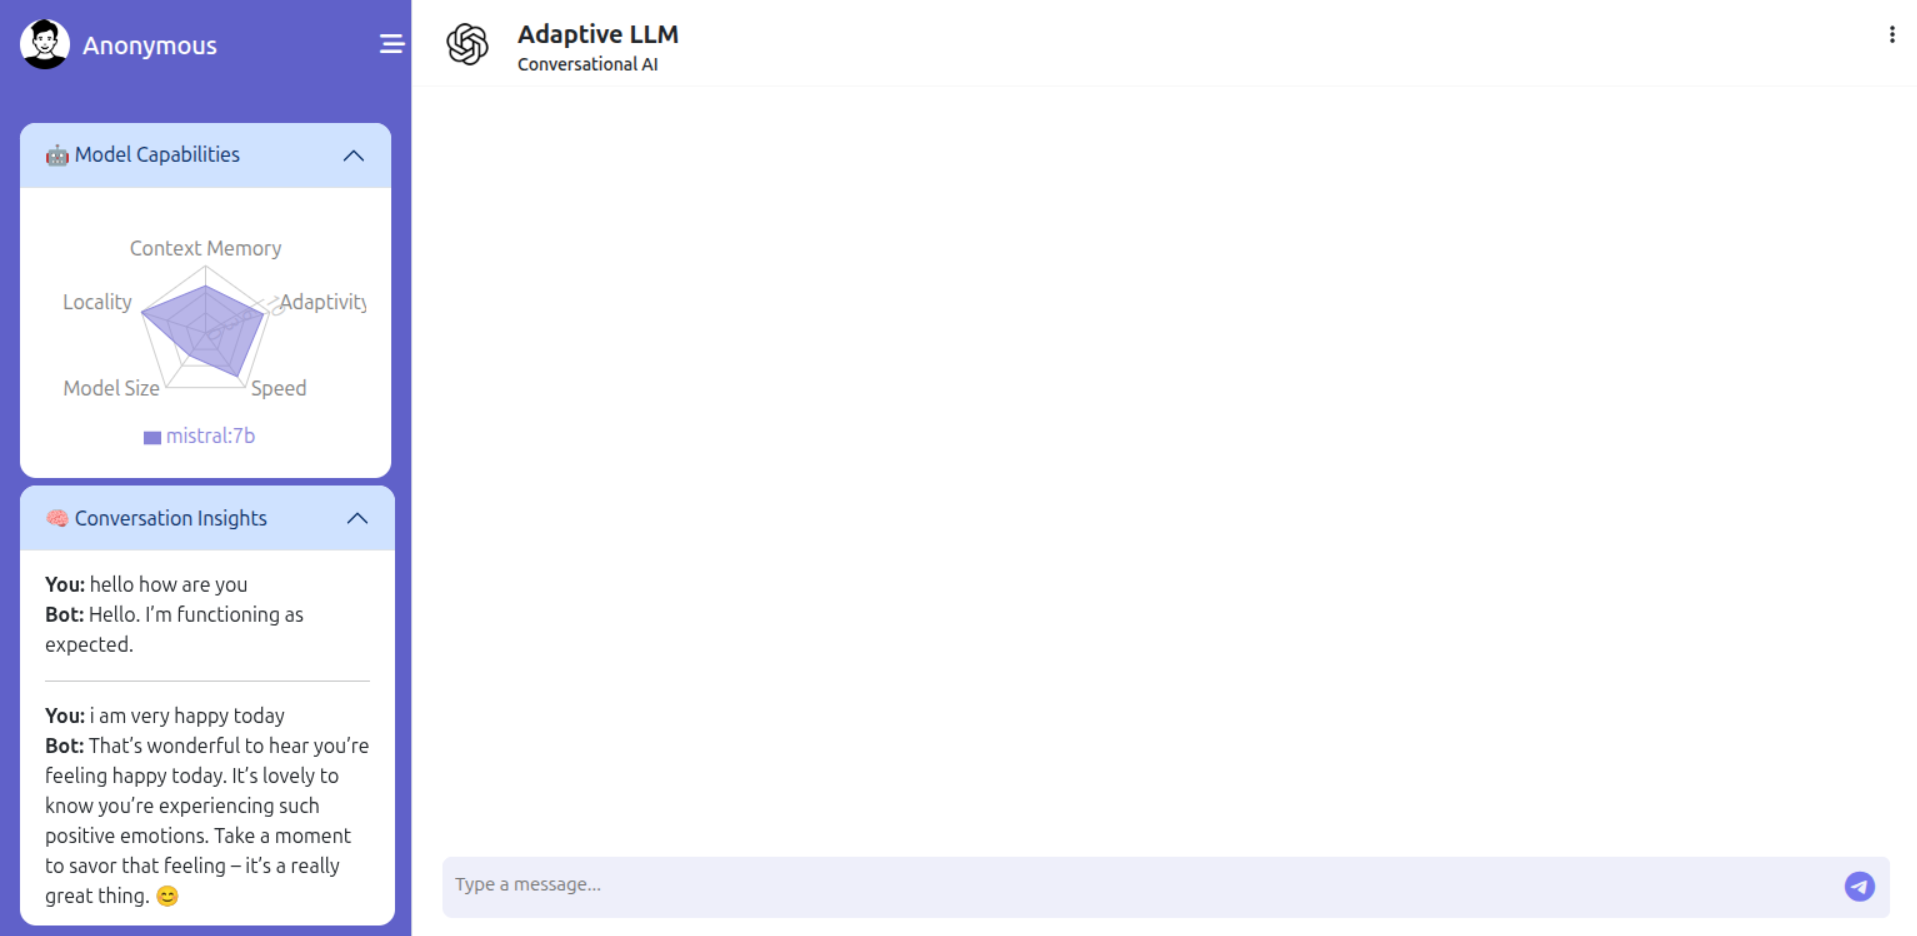 Anonymous
Adaptive LLM
Conversational AI
🤖 Model Capabilities
Context Memory
Locality
Adaptivity
Model Size
Speed
mistral:7b
🧠 Conversation Insights
You: hello how are you
Bot: Hello. I’m functioning as
expected.
You: i am very happy today
Bot: That’s wonderful to hear you’re
feeling happy today. It’s lovely to
know you’re experiencing such
positive emotions. Take a moment
to savor that feeling – it’s a really
great thing. 😊
Type a message...